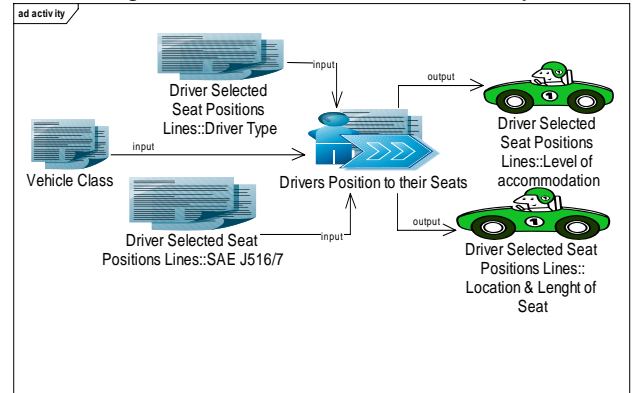 ad activity
Driver Selected
Seat Positions
Lines::Driver Type
input
output
1
Driver Selected
Seat Positions
Lines::Level of
accommodation
Vehicle Class
input
Drivers Position to their Seats
Driver Selected Seat
Positions Lines::SAE J516/7
input
output
1
Driver Selected Seat
Positions Lines::
Location & Lenght of
Seat